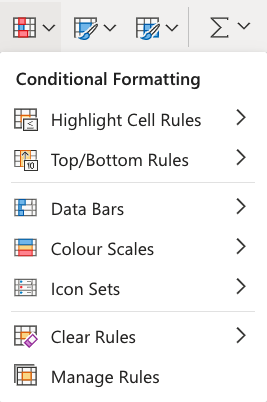 Conditional Formatting
Highlight Cell Rules
Top/Bottom Rules
Data Bars
Colour Scales
Icon Sets
Clear Rules
Manage Rules